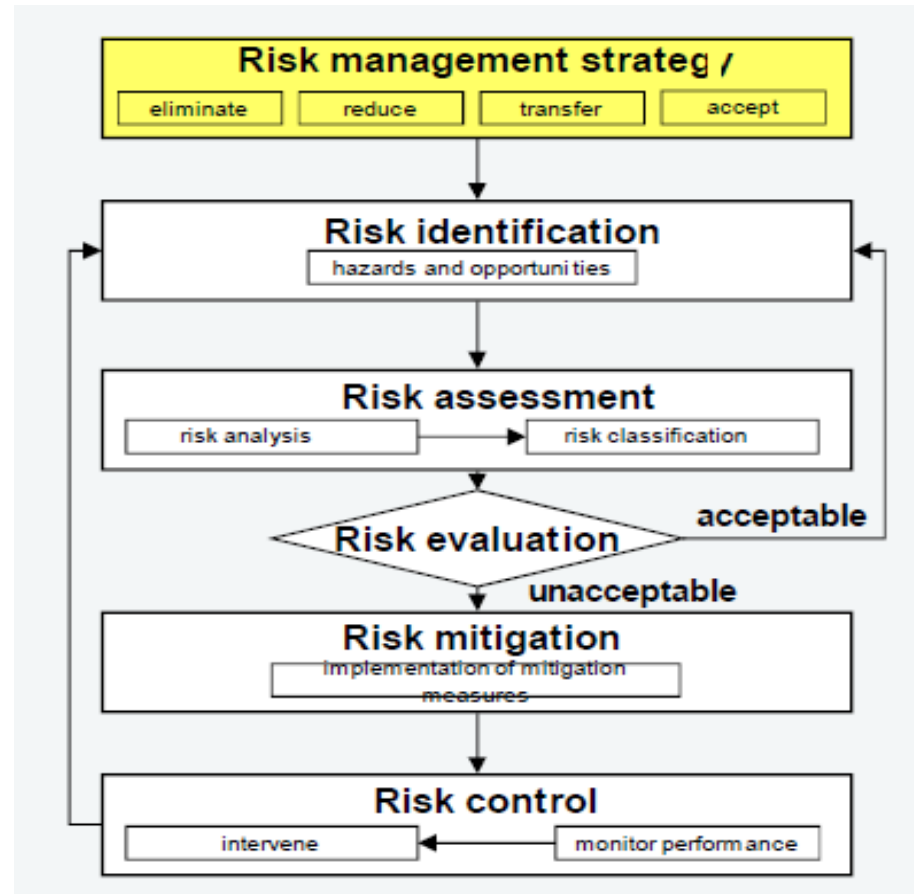 Risk management strategy
eliminate
reduce
transfer
accept
Risk identification
hazards and opportunities
Risk assessment
risk analysis
risk classification
Risk evaluation
acceptable
unacceptable
Risk mitigation
implementation of mitigation
measures
Risk control
intervene
monitor performance